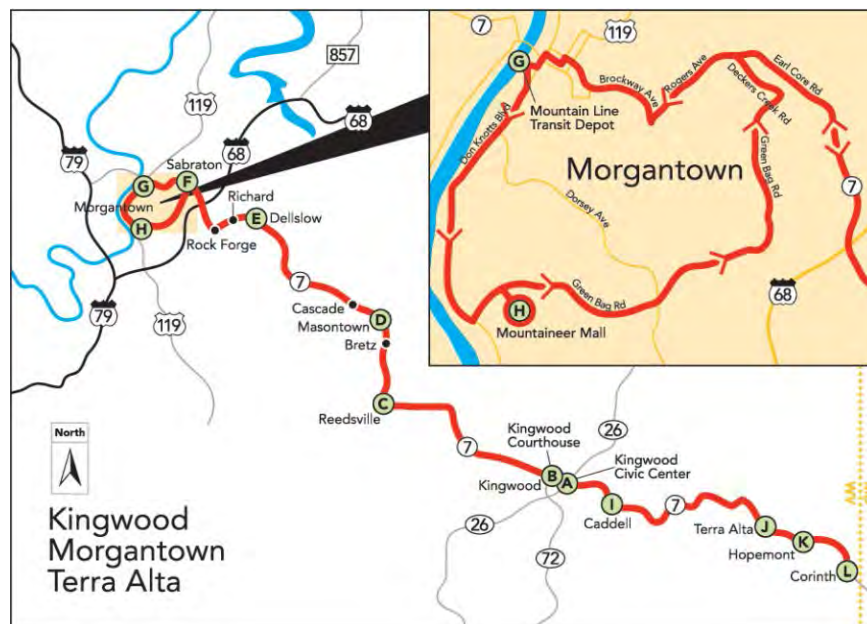 68
857
119
68
79
Sabraton
G
F
Richard
Morgantown
E
Dellslow
H
Rock Forge
7
79
119
Cascade
D
Masontown
Bretz
C
Reedsville
7
Kingwood
Courthouse
26
Kingwood
Civic Center
B
A
Kingwood
I
Caddell
7
Terra Alta
J
K
Hopemont
L
Corinth
26
72
North
Kingwood
Morgantown
Terra Alta
7
119
G
Mountain Line
Transit Depot
Brockway Ave
Rogers Ave
Earl Core Rd
Deckers Creek Rd
Don Knotts Blvd
Morgantown
Green Bag Rd
7
Dorsey Ave
68
Green Bag Rd
H
Mountaineer Mall